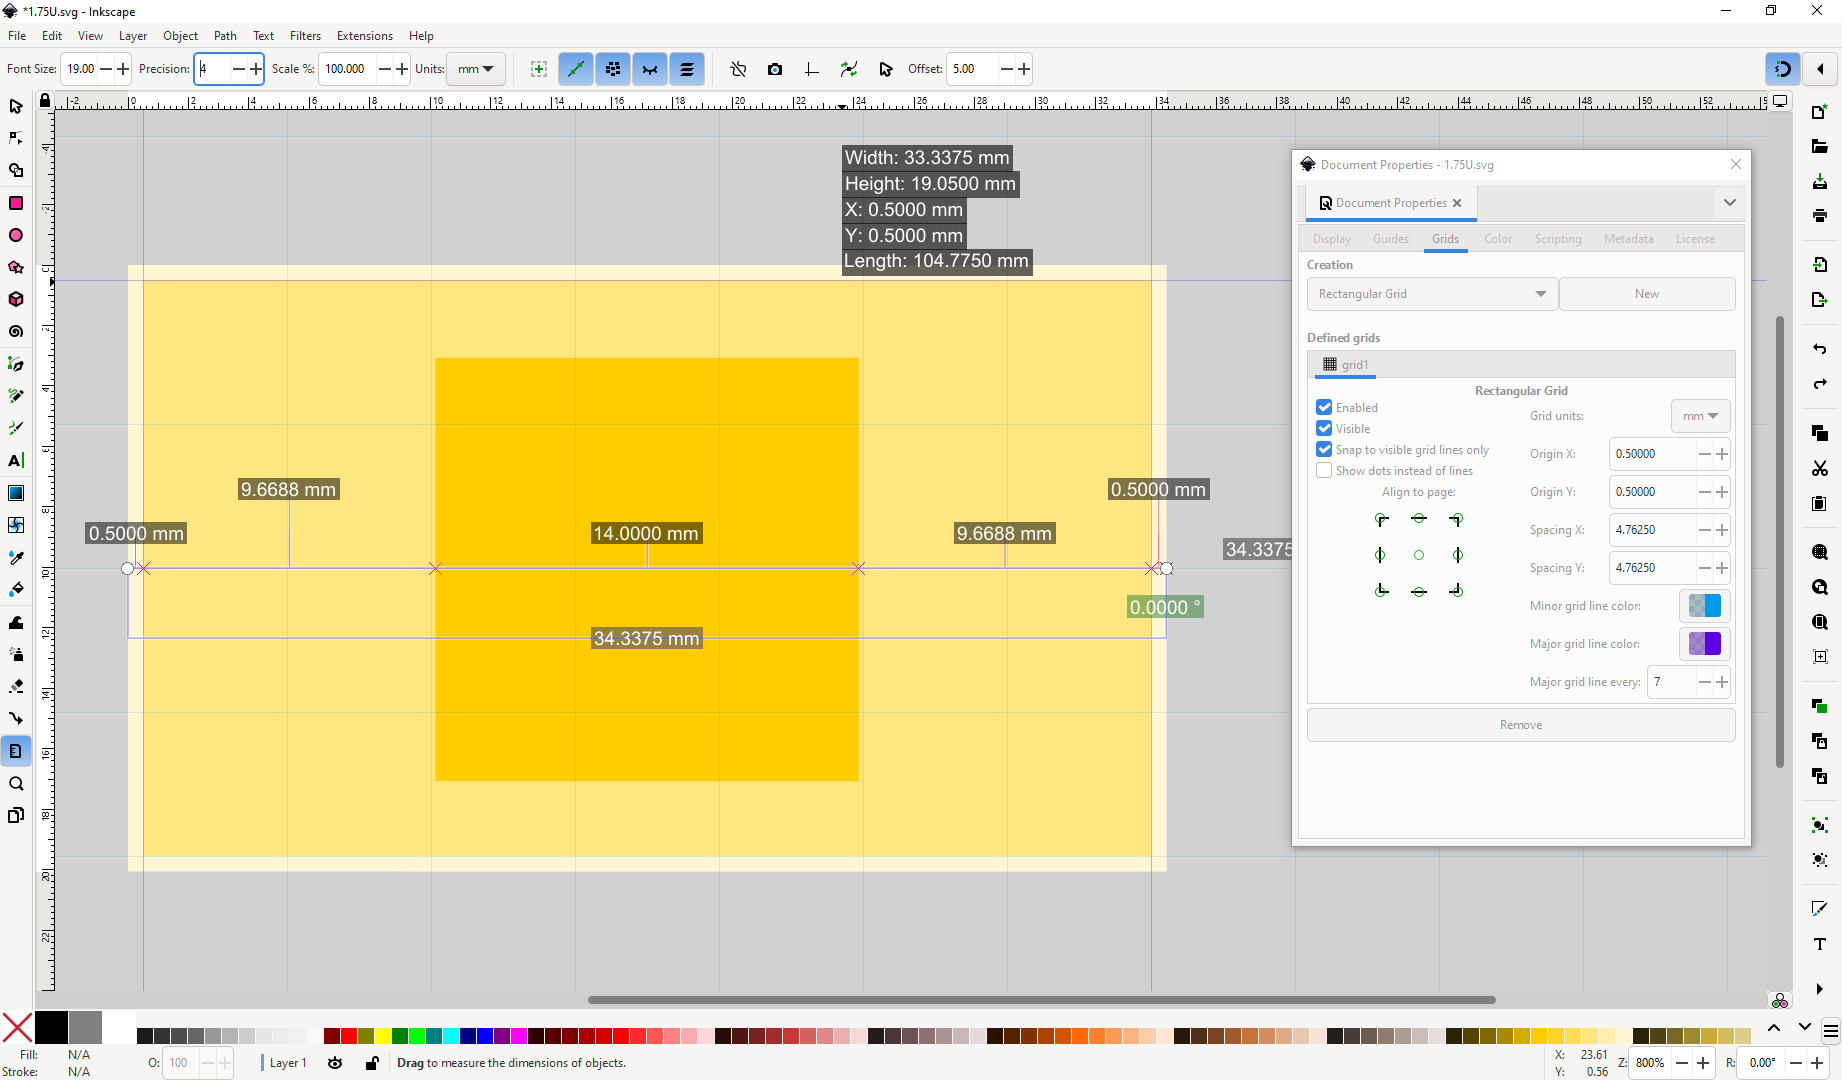 *1.75U.svg - Inkscape
File Edit View Layer Object Path Text Filters Extensions Help
Font Size: 19.00 Precision: 4 Scale %: 100.000 Units: mm Offset: 5.00
-2 0 2 4 6 8 10 12 14 16 18 20 22 24 26 28 30 32 34 36 38 40 42 44 46 48 50 52
Width: 33.3375 mm
Height: 19.0500 mm
X: 0.5000 mm
Y: 0.5000 mm
Length: 104.7750 mm
9.6688 mm
0.5000 mm
0.5000 mm
14.0000 mm
9.6688 mm
34.3375
0.0000 °
34.3375 mm
Document Properties - 1.75U.svg
Document Properties
Display Guides Grids Color Scripting Metadata License
Creation
Rectangular Grid New
Defined grids
grid1
Rectangular Grid
Enabled
Visible
Snap to visible grid lines only
Show dots instead of lines
Align to page:
Grid units: mm
Origin X: 0.50000
Origin Y: 0.50000
Spacing X: 4.76250
Spacing Y: 4.76250
Minor grid line color:
Major grid line color:
Major grid line every: 7
Remove
Fill: N/A
Stroke: N/A
O: 100
Layer 1
Drag to measure the dimensions of objects.
X: 23.61
Y: 0.56
Z: 800%
R: 0.00°